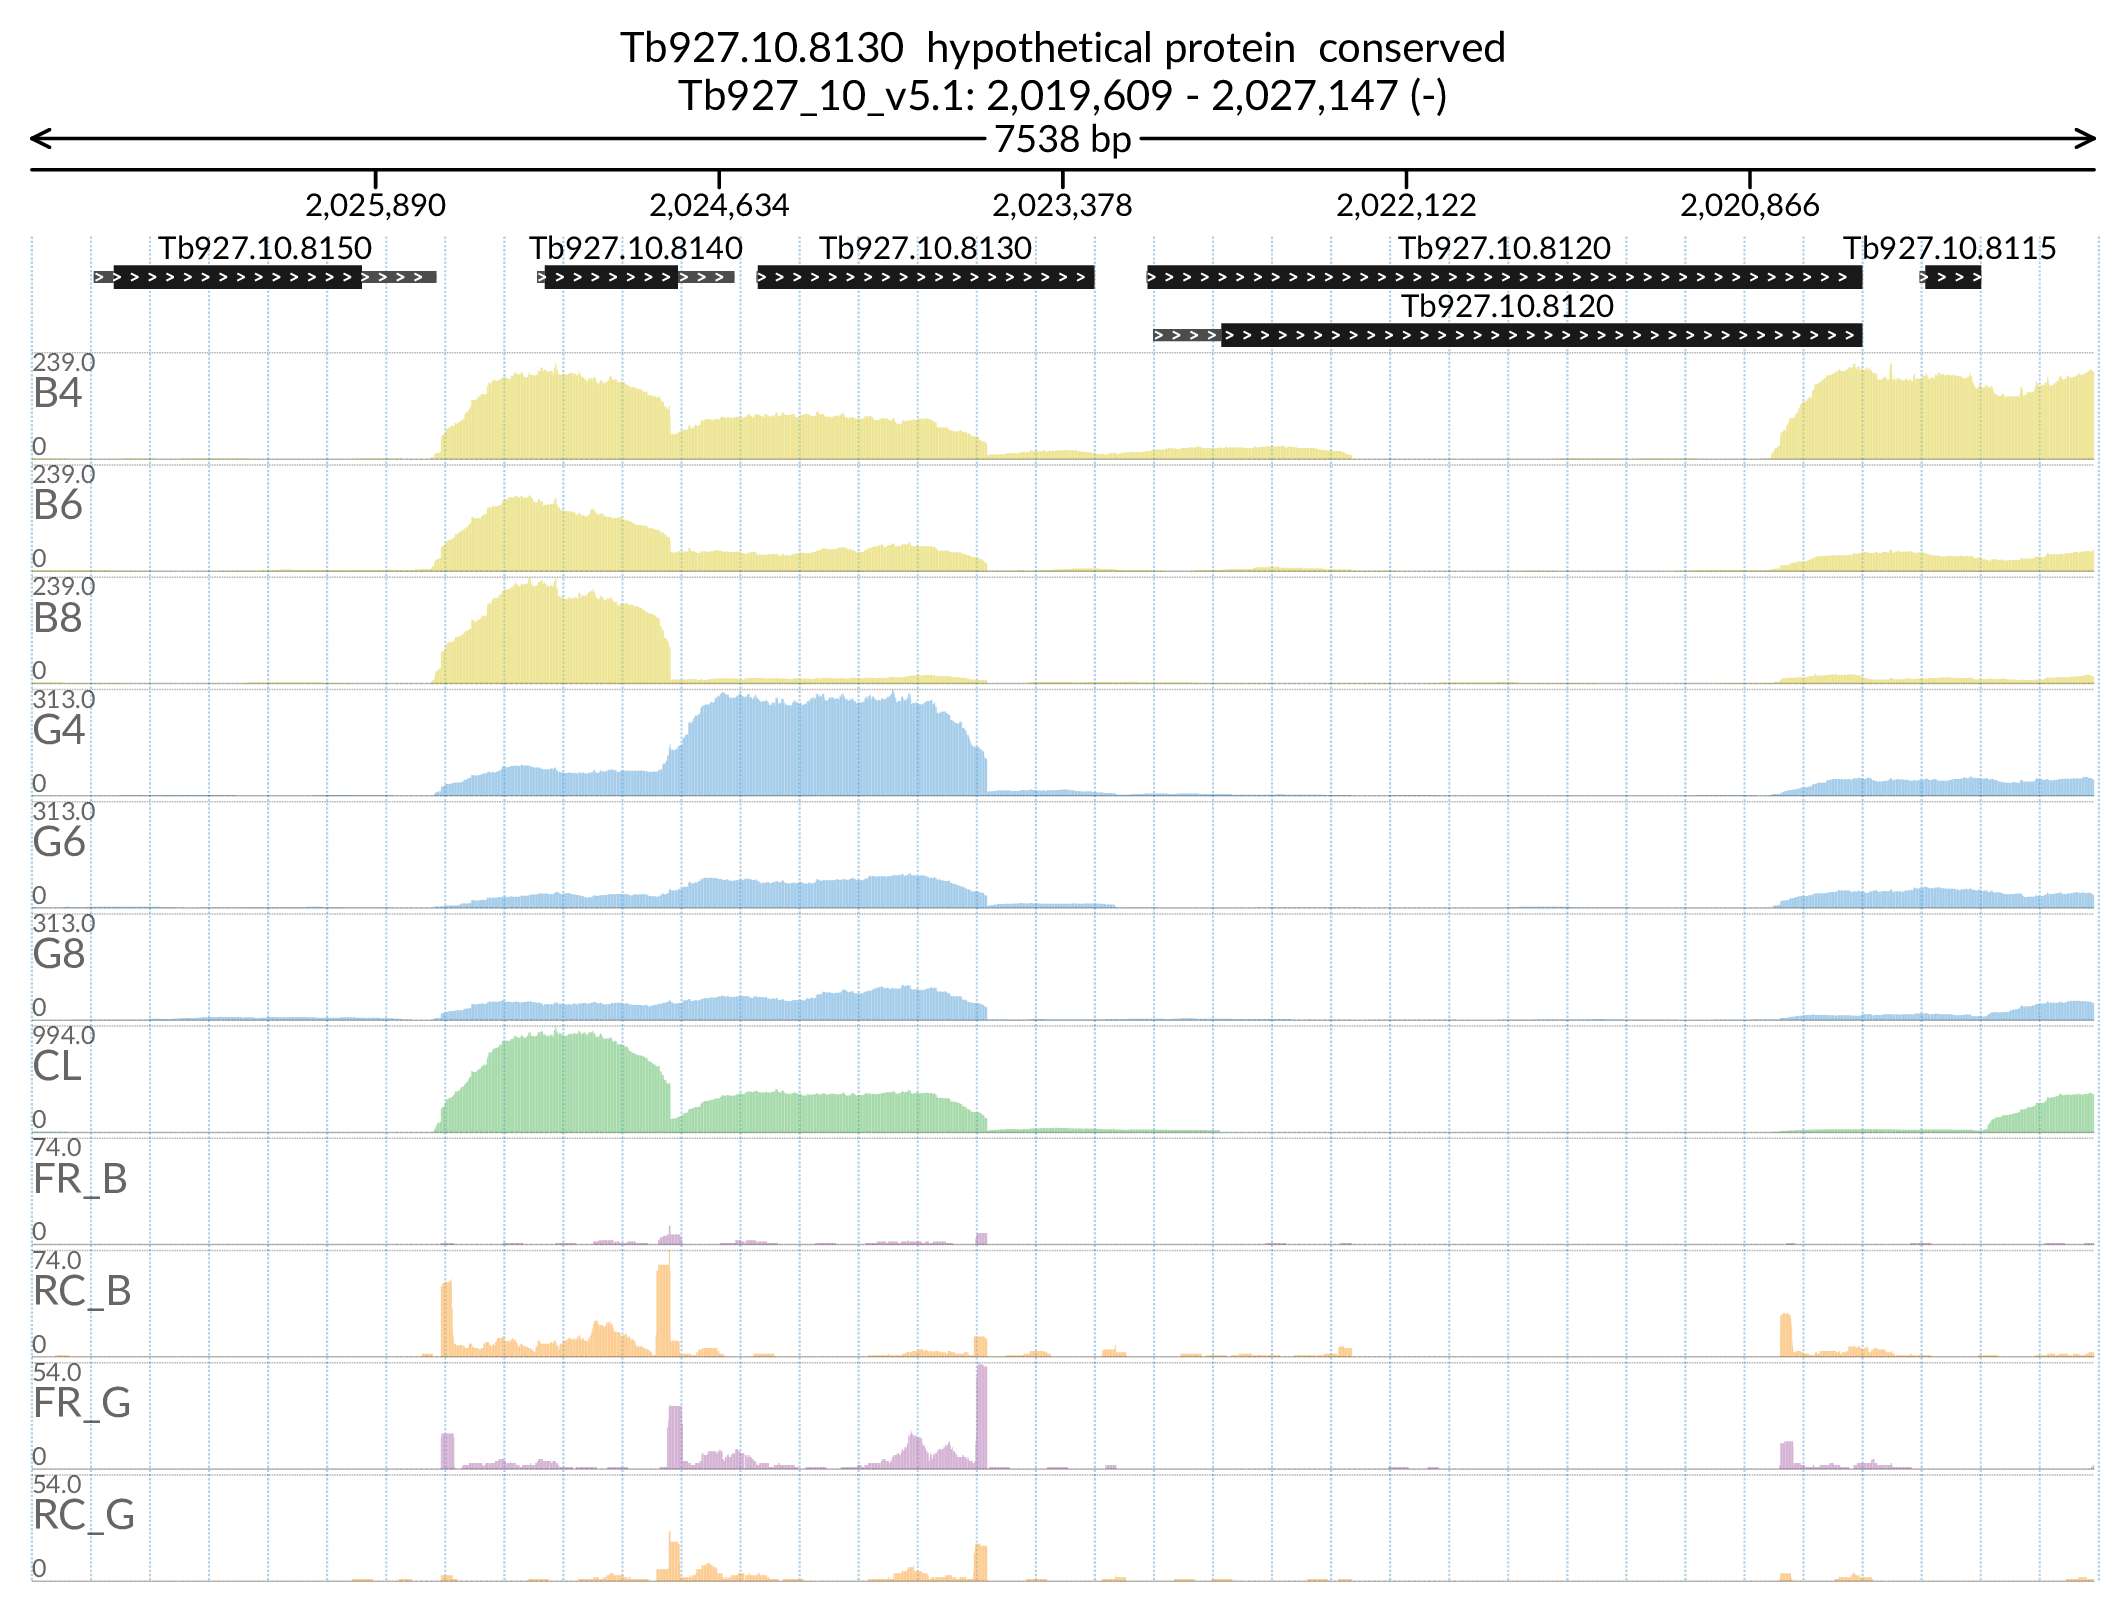 Tb927.10.8130  hypothetical protein  conserved
Tb927_10_v5.1: 2,019,609 - 2,027,147 (-)
7538 bp
2,025,890 2,024,634 2,023,378 2,022,122 2,020,866
Tb927.10.8150 Tb927.10.8140 Tb927.10.8130 Tb927.10.8120 Tb927.10.8115
Tb927.10.8120
239.0
B4
0
239.0
B6
0
239.0
B8
0
313.0
G4
0
313.0
G6
0
313.0
G8
0
994.0
CL
0
74.0
FR_B
0
74.0
RC_B
0
54.0
FR_G
0
54.0
RC_G
0